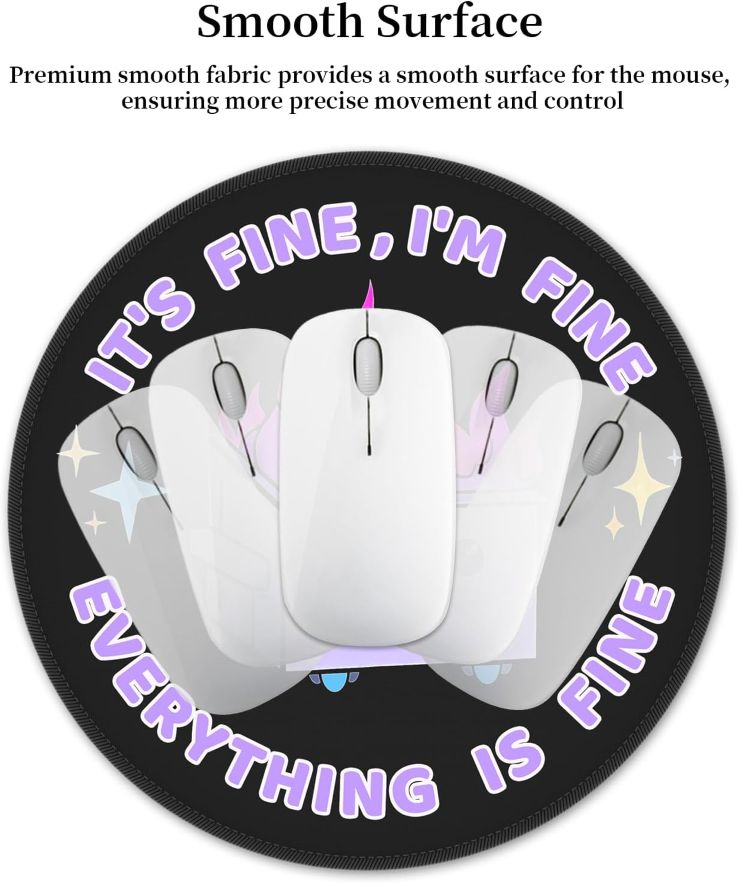 Smooth Surface
Premium smooth fabric provides a smooth surface for the mouse,
ensuring more precise movement and control
IT'S FINE, I'M FINE
EVERYTHING IS FINE